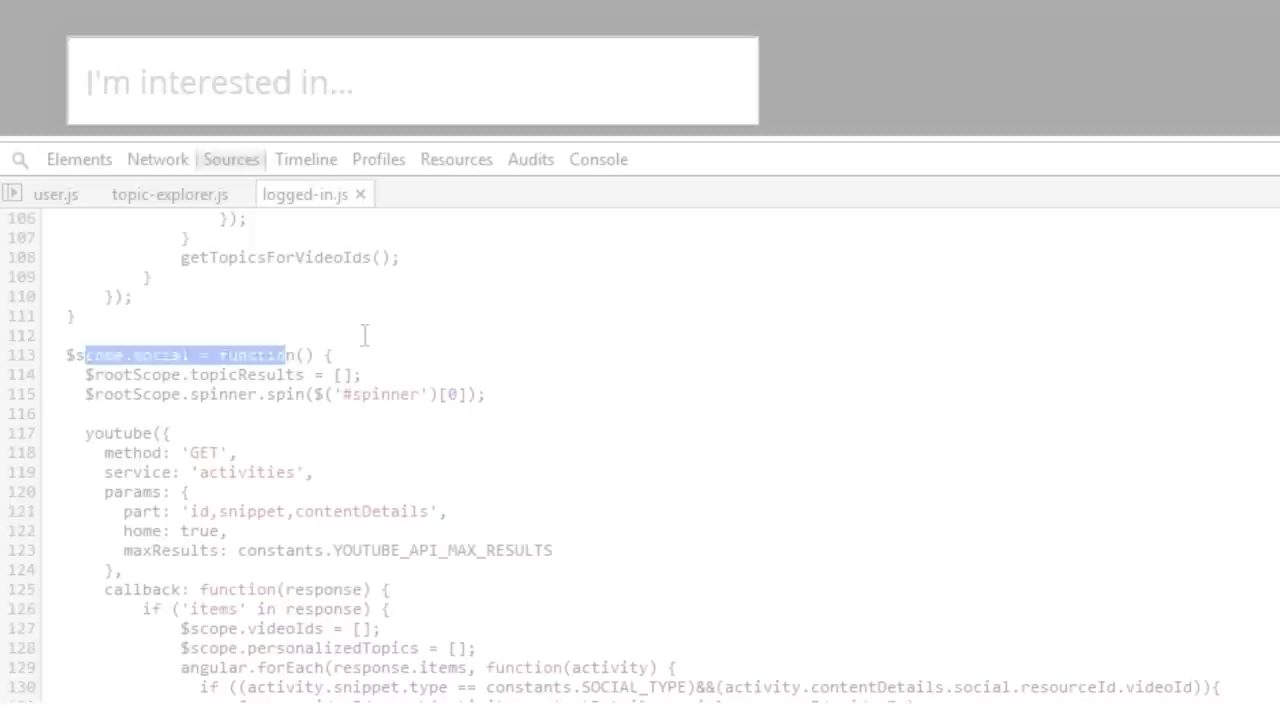 I'm interested in...
Elements Network Sources Timeline Profiles Resources Audits Console
user.js topic-explorer.js logged-in.js ×
106 });
107 }
108 getTopicsForVideoIds();
109 }
110 });
111 }
112
113 $scope.social = function() {
114 $rootScope.topicResults = [];
115 $rootScope.spinner.spin($('#spinner')[0]);
116
117 youtube({
118 method: 'GET',
119 service: 'activities',
120 params: {
121 part: 'id,snippet,contentDetails',
122 home: true,
123 maxResults: constants.YOUTUBE_API_MAX_RESULTS
124 },
125 callback: function(response) {
126 if ('items' in response) {
127 $scope.videoIds = [];
128 $scope.personalizedTopics = [];
129 angular.forEach(response.items, function(activity) {
130 if ((activity.snippet.type == constants.SOCIAL_TYPE)&&(activity.contentDetails.social.resourceId.videoId)){